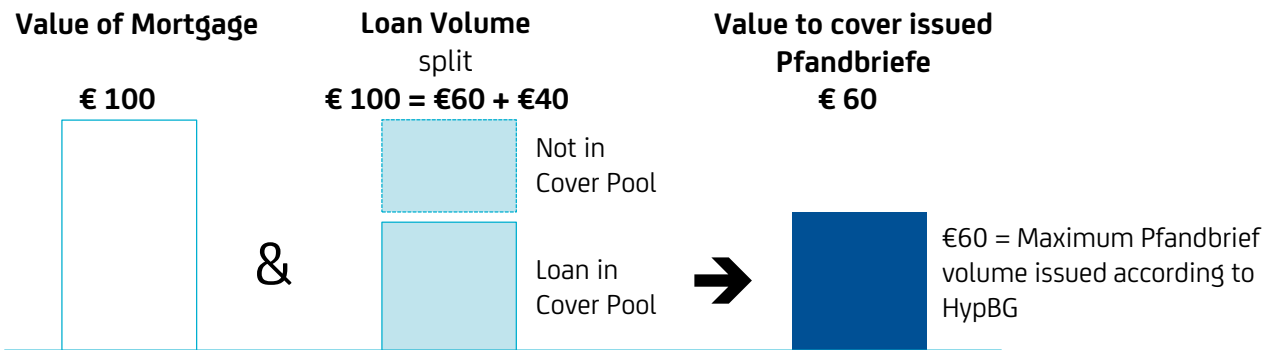 Value of Mortgage
€ 100
Loan Volume
split
€ 100 = €60 + €40
Value to cover issued
Pfandbriefe
€ 60
Not in
Cover Pool
&
Loan in
Cover Pool
€60 = Maximum Pfandbrief
volume issued according to
HypBG